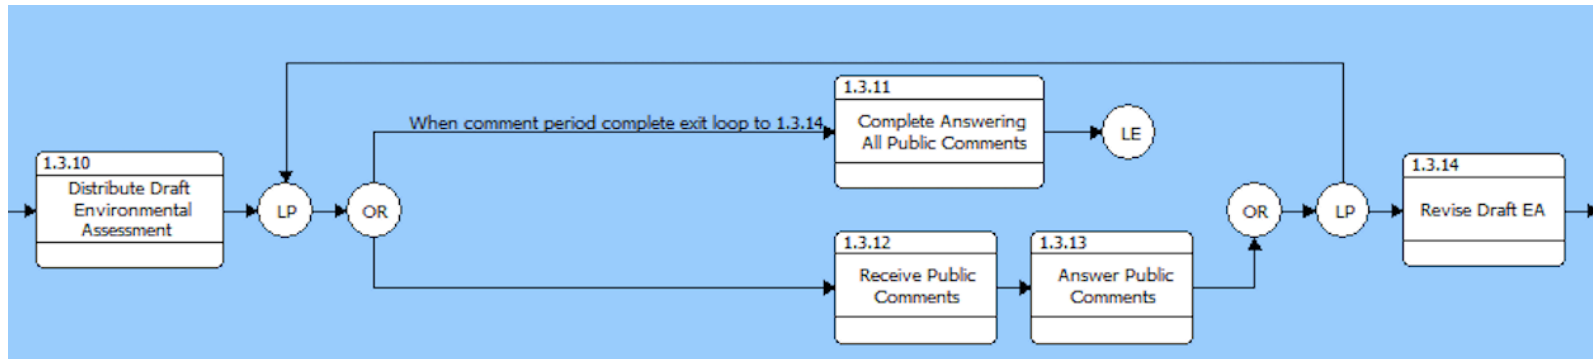 1.3.10
Distribute Draft
Environmental
Assessment
LP
OR
When comment period complete exit loop to 1.3.14
1.3.11
Complete Answering
All Public Comments
LE
1.3.12
Receive Public
Comments
1.3.13
Answer Public
Comments
OR
LP
1.3.14
Revise Draft EA